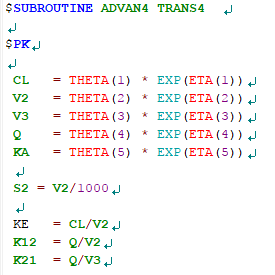 $SUBROUTINE ADVAN4 TRANS4
$PK
CL = THETA(1) * EXP(ETA(1))
V2 = THETA(2) * EXP(ETA(2))
V3 = THETA(3) * EXP(ETA(3))
Q = THETA(4) * EXP(ETA(4))
KA = THETA(5) * EXP(ETA(5))
S2 = V2/1000
KE = CL/V2
K12 = Q/V2
K21 = Q/V3